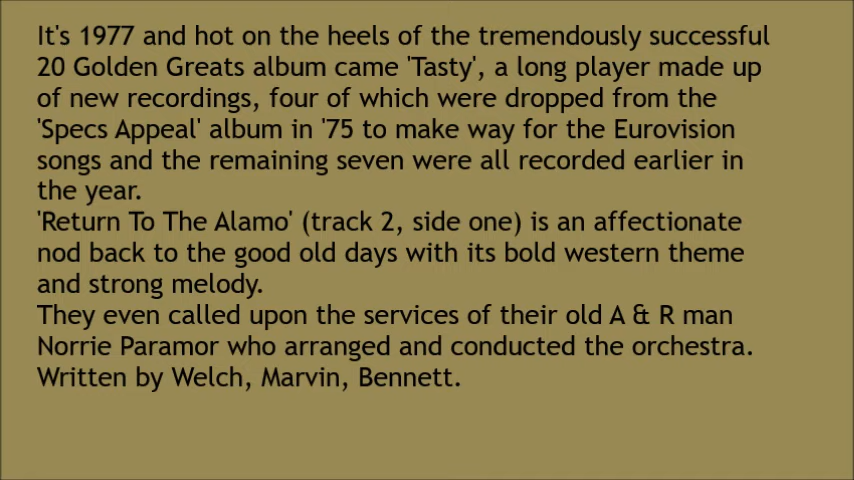 It's 1977 and hot on the heels of the tremendously successful
20 Golden Greats album came 'Tasty', a long player made up
of new recordings, four of which were dropped from the
'Specs Appeal' album in '75 to make way for the Eurovision
songs and the remaining seven were all recorded earlier in
the year.
'Return To The Alamo' (track 2, side one) is an affectionate
nod back to the good old days with its bold western theme
and strong melody.
They even called upon the services of their old A & R man
Norrie Paramor who arranged and conducted the orchestra.
Written by Welch, Marvin, Bennett.